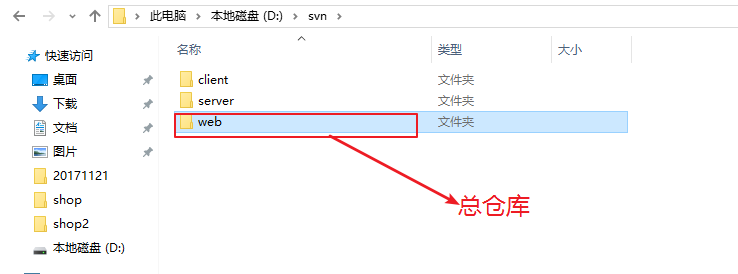 此电脑 › 本地磁盘 (D:) › svn ›
名称 类型 大小
快速访问
桌面
下载
文档
图片
20171121
shop
shop2
本地磁盘 (D:)
client 文件夹
server 文件夹
web 文件夹
总仓库